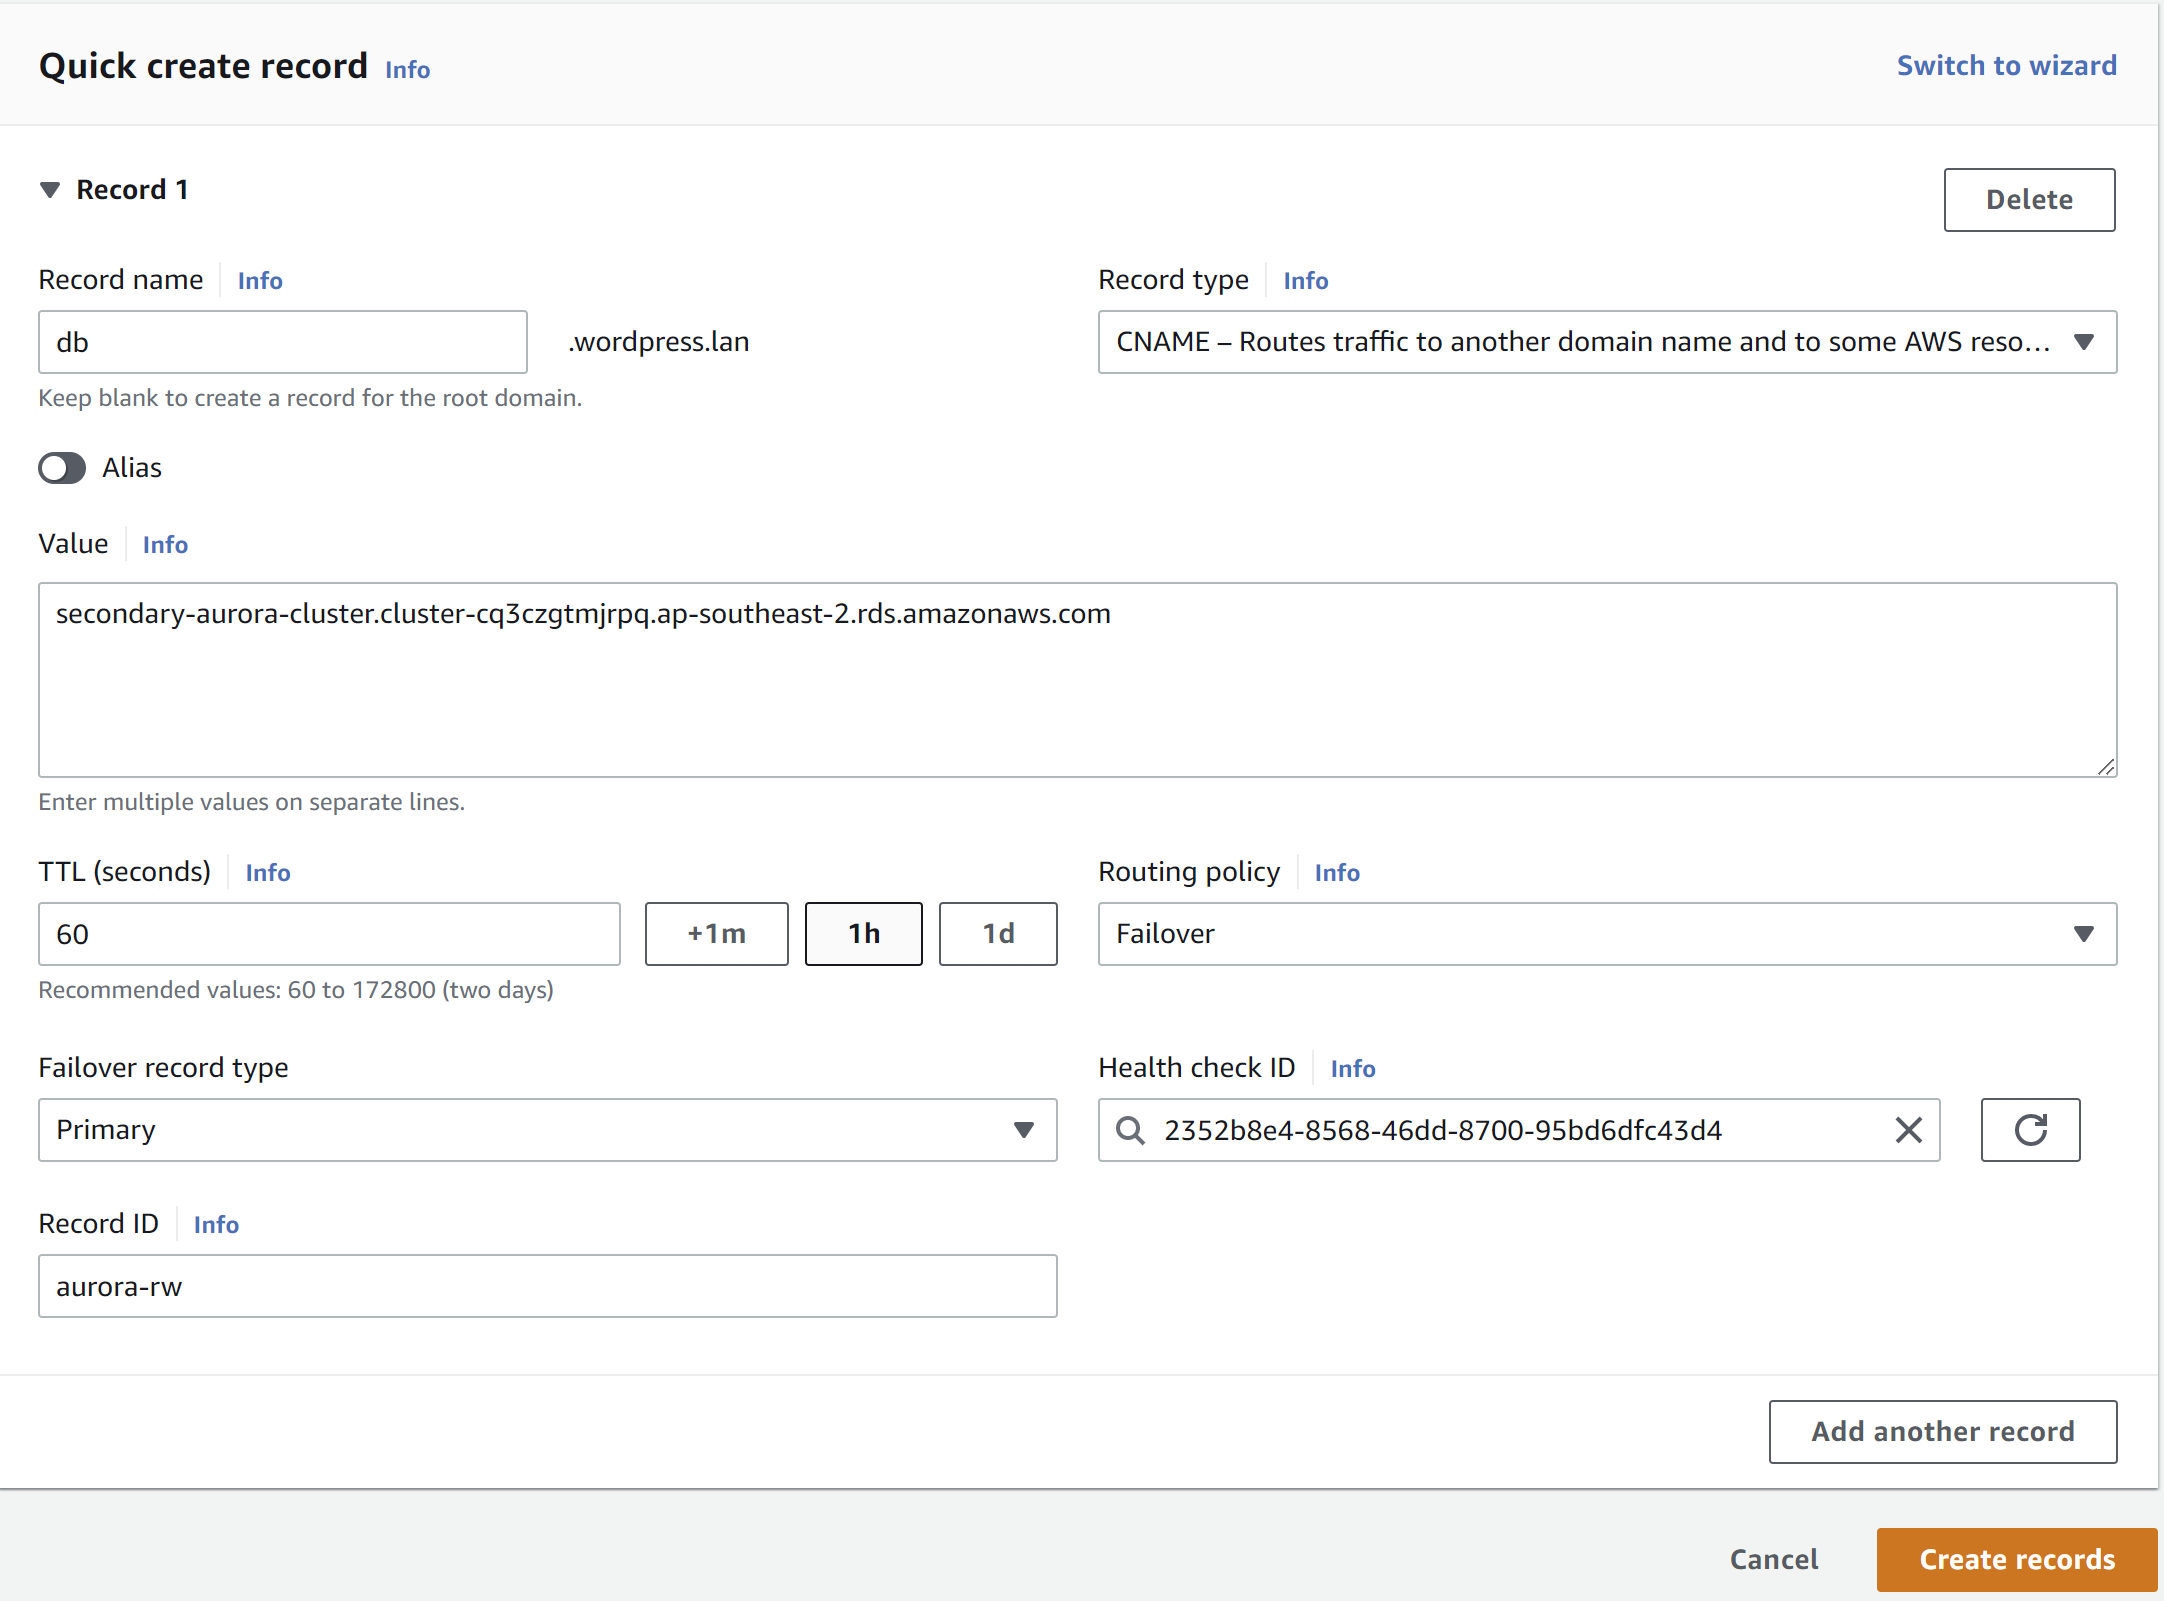 Quick create record Info
Switch to wizard
Record 1
Delete
Record name Info
db .wordpress.lan
Keep blank to create a record for the root domain.
Record type Info
CNAME – Routes traffic to another domain name and to some AWS reso...
Alias
Value Info
secondary-aurora-cluster.cluster-cq3czgtmjrpq.ap-southeast-2.rds.amazonaws.com
Enter multiple values on separate lines.
TTL (seconds) Info
60 +1m 1h 1d
Recommended values: 60 to 172800 (two days)
Routing policy Info
Failover
Failover record type
Primary
Health check ID Info
2352b8e4-8568-46dd-8700-95bd6dfc43d4
Record ID Info
aurora-rw
Add another record
Cancel
Create records